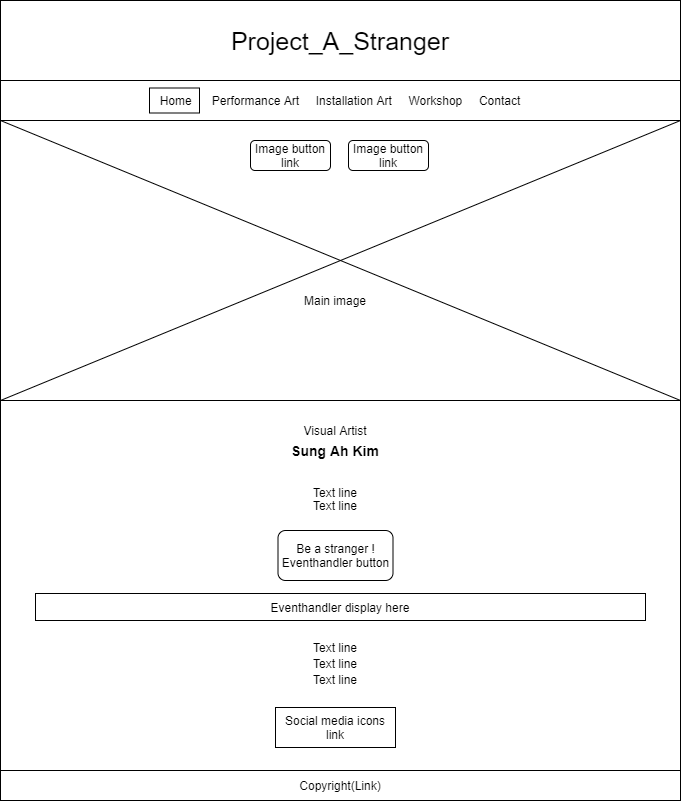 Project_A_Stranger
Home Performance Art Installation Art Workshop Contact
Image button
link
Image button
link
Main image
Visual Artist
Sung Ah Kim
Text line
Text line
Be a stranger !
Eventhandler button
Eventhandler display here
Text line
Text line
Text line
Social media icons
link
Copyright(Link)